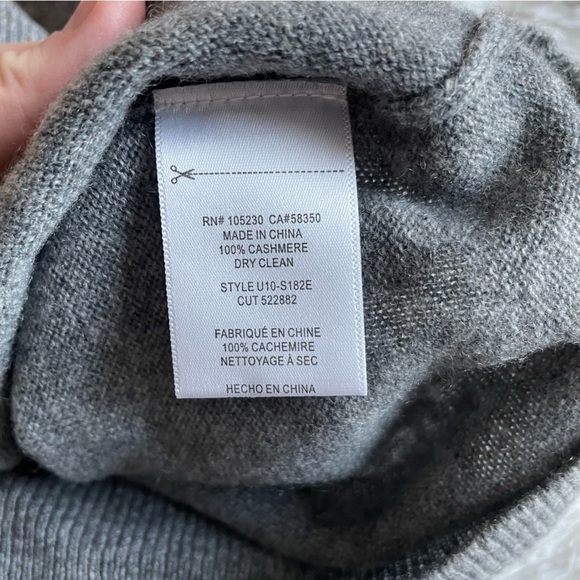 RN# 105230 CA#58350
MADE IN CHINA
100% CASHMERE
DRY CLEAN
STYLE U10-S182E
CUT 522882
FABRIQUÉ EN CHINE
100% CACHEMIRE
NETTOYAGE À SEC
HECHO EN CHINA